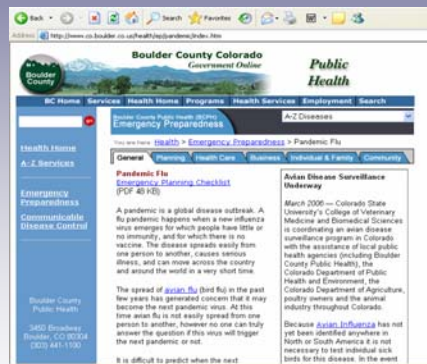 Back
Search Favorites
Address http://www.co.boulder.co.us/health/ep/pandemic/index.htm
Boulder County
Boulder County Colorado
Government Online
Public
Health
BC Home Services Health Home Programs Health Services Employment Search
Boulder County Public Health (BCPH)
Emergency Preparedness
A-Z Diseases
You are here: Health > Emergency Preparedness > Pandemic Flu
General Planning Health Care Business Individual & Family Community
Health Home
A-Z Services
Emergency
Preparedness
Communicable
Disease Control
Boulder County
Public Health
3450 Broadway
Boulder, CO 80304
(303) 441-1100
Pandemic Flu
Emergency Planning Checklist
(PDF 48 KB)
A pandemic is a global disease outbreak. A
flu pandemic happens when a new influenza
virus emerges for which people have little or
no immunity, and for which there is no
vaccine. The disease spreads easily from
one person to another, causes serious
illness, and can move across the country
and around the world in a very short time.
The spread of avian flu (bird flu) in the past
few years has generated concern that it may
become the next pandemic virus. At this
time avian flu is not easily spread from one
person to another, however no one can truly
answer the question if this virus will trigger
the next pandemic or not.
It is difficult to predict when the next
Avian Disease Surveillance
Underway
March 2006 — Colorado State
University's College of Veterinary
Medicine and Biomedical Sciences
is coordinating an avian disease
surveillance program in Colorado
with the assistance of local public
health agencies (including Boulder
County Public Health), the
Colorado Department of Public
Health and Environment, the
Colorado Department of Agriculture,
poultry owners and the animal
industry throughout Colorado.
Because Avian Influenza has not
yet been identified anywhere in
North or South America it is not
necessary to test individual sick
birds for this disease. In the event